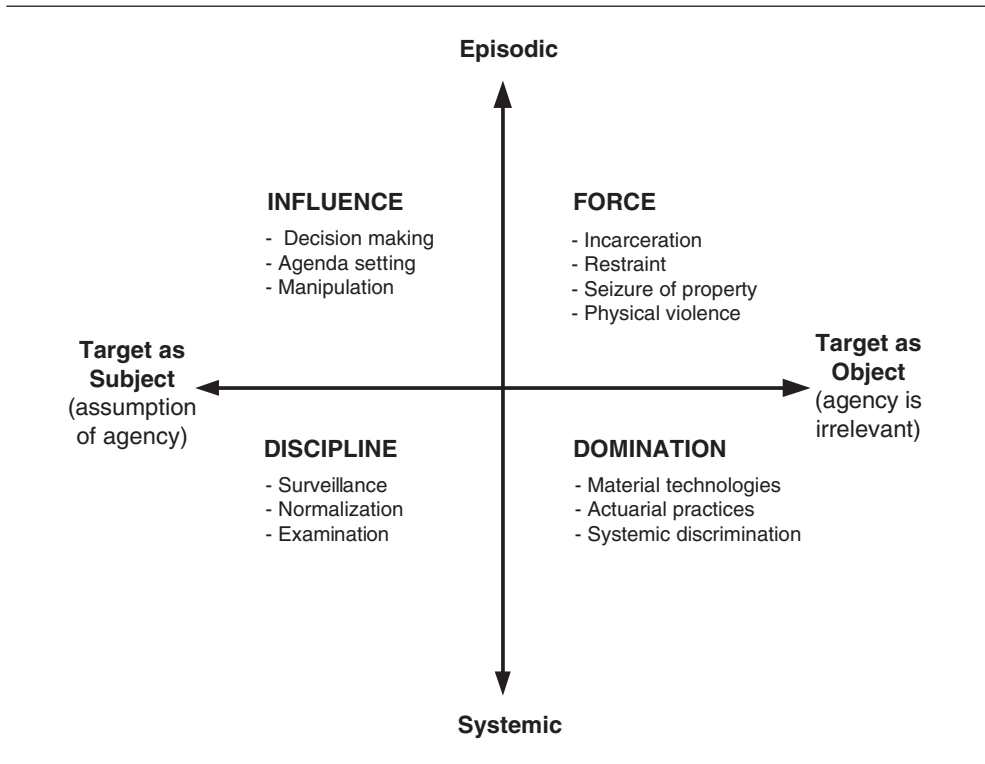 Episodic
INFLUENCE
- Decision making
- Agenda setting
- Manipulation
FORCE
- Incarceration
- Restraint
- Seizure of property
- Physical violence
Target as
Subject
(assumption
of agency)
Target as
Object
(agency is
irrelevant)
DISCIPLINE
- Surveillance
- Normalization
- Examination
DOMINATION
- Material technologies
- Actuarial practices
- Systemic discrimination
Systemic